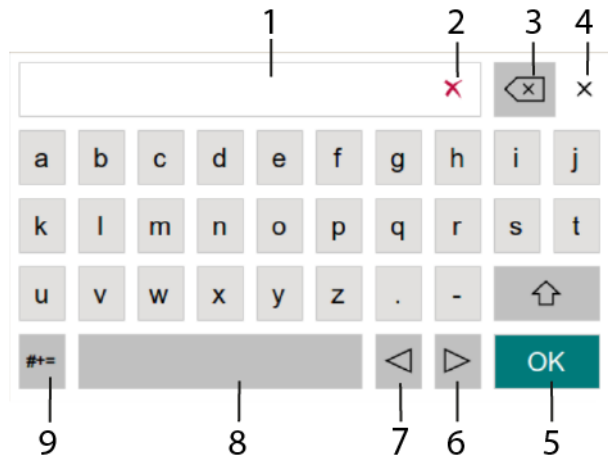 1 2 3 4
a b c d e f g h i j
k l m n o p q r s t
u v w x y z . -
#+= OK
9 8 7 6 5